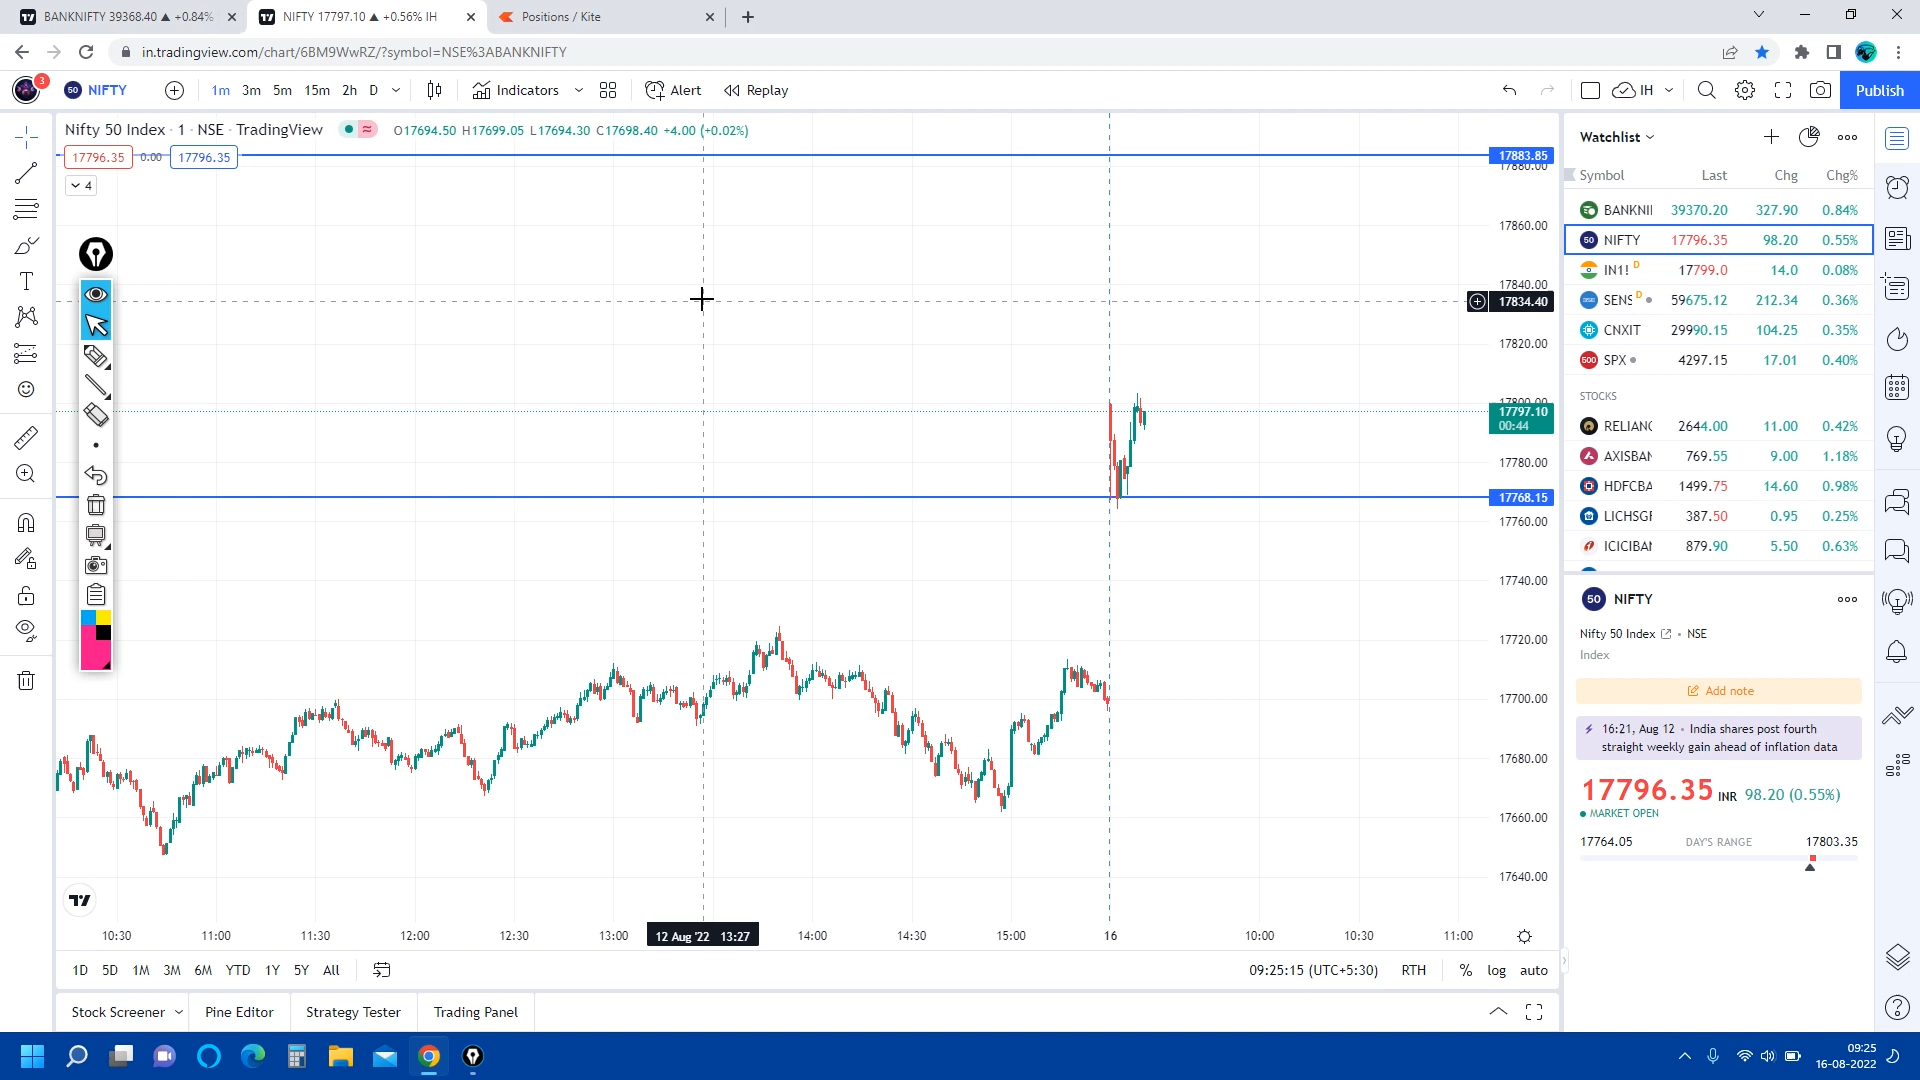 BANKNIFTY 39368.40 ▲ +0.84%
NIFTY 17797.10 ▲ +0.56% IH
Positions / Kite
in.tradingview.com/chart/6BM9WwRZ/?symbol=NSE%3ABANKNIFTY
3
50 NIFTY
1m 3m 5m 15m 2h D
Indicators
Alert
Replay
IH
Publish
Nifty 50 Index · 1 · NSE · TradingView
O17694.50 H17699.05 L17694.30 C17698.40 +4.00 (+0.02%)
17796.35 0.00 17796.35
4
17883.85
17880.00
17860.00
17840.00
17834.40
17820.00
17800.00
17797.10
00:44
17780.00
17768.15
17760.00
17740.00
17720.00
17700.00
17680.00
17660.00
17640.00
10:30 11:00 11:30 12:00 12:30 13:00 12 Aug '22 13:27 14:00 14:30 15:00 16 10:00 10:30 11:00
1D 5D 1M 3M 6M YTD 1Y 5Y All
09:25:15 (UTC+5:30) RTH % log auto
Stock Screener Pine Editor Strategy Tester Trading Panel
Watchlist
Symbol Last Chg Chg%
BANKNI 39370.20 327.90 0.84%
50 NIFTY 17796.35 98.20 0.55%
IN1! D 17799.0 14.0 0.08%
SENS D 59675.12 212.34 0.36%
CNXIT 29990.15 104.25 0.35%
500 SPX 4297.15 17.01 0.40%
STOCKS
RELIANC 2644.00 11.00 0.42%
AXISBAN 769.55 9.00 1.18%
HDFCBA 1499.75 14.60 0.98%
LICHSGF 387.50 0.95 0.25%
ICICIBAN 879.90 5.50 0.63%
50 NIFTY
Nifty 50 Index • NSE
Index
Add note
16:21, Aug 12 • India shares post fourth
straight weekly gain ahead of inflation data
17796.35 INR 98.20 (0.55%)
MARKET OPEN
17764.05 DAY'S RANGE 17803.35
09:25
16-08-2022